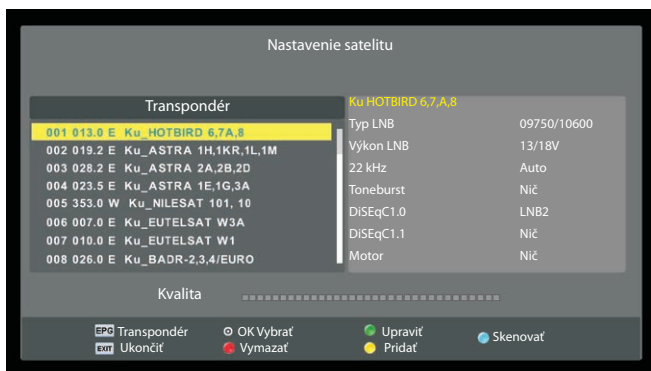 Nastavenie satelitu
Transpondér
001 013.0 E Ku_HOTBIRD 6,7A,8
002 019.2 E Ku_ASTRA 1H,1KR,1L,1M
003 028.2 E Ku_ASTRA 2A,2B,2D
004 023.5 E Ku_ASTRA 1E,1G,3A
005 353.0 W Ku_NILESAT 101, 10
006 007.0 E Ku_EUTELSAT W3A
007 010.0 E Ku_EUTELSAT W1
008 026.0 E Ku_BADR-2,3,4/EURO
Ku HOTBIRD 6,7,A,8
Typ LNB 09750/10600
Výkon LNB 13/18V
22 kHz Auto
Toneburst Nič
DiSEqC1.0 LNB2
DiSEqC1.1 Nič
Motor Nič
Kvalita
EPG Transpondér OK Vybrať Upraviť Skenovať
EXIT Ukončiť Vymazať Pridať